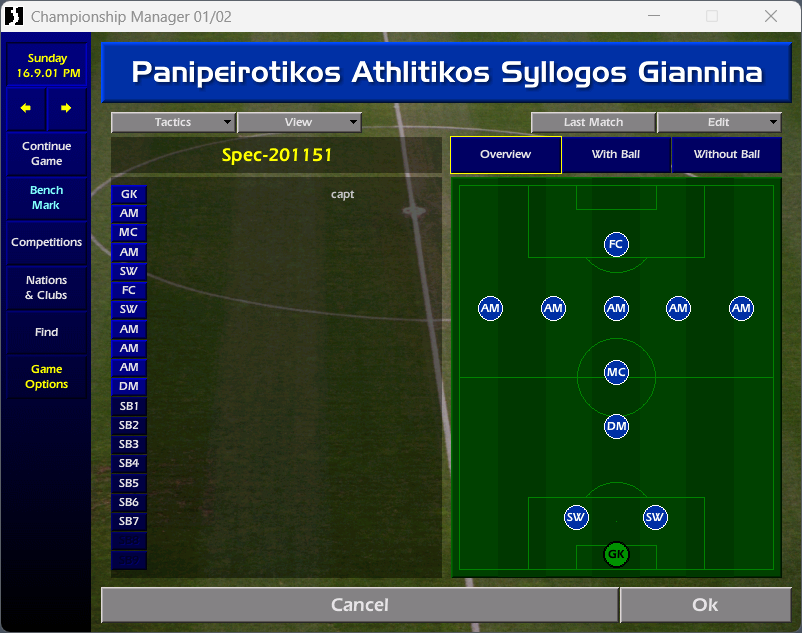 Championship Manager 01/02
Sunday
16.9.01 PM
Panipeirotikos Athlitikos Syllogos Giannina
Tactics
View
Last Match
Edit
Continue
Game
Bench
Mark
Competitions
Nations
& Clubs
Find
Game
Options
Spec-201151
Overview
With Ball
Without Ball
GK capt
AM
MC
AM
SW
FC
SW
AM
AM
AM
DM
SB1
SB2
SB3
SB4
SB5
SB6
SB7
FC
AM AM AM AM AM
MC
DM
SW SW
GK
Cancel
Ok